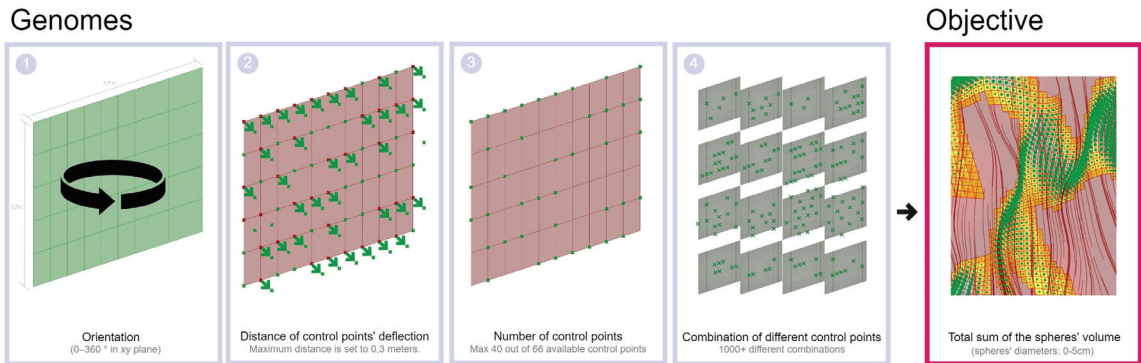 Genomes
Objective
1
2
3
4
Orientation
(0–360 ° in xy plane)
Distance of control points' deflection
Maximum distance is set to 0,3 meters.
Number of control points
Max 40 out of 66 available control points
Combination of different control points
1000+ different combinations
Total sum of the spheres' volume
(spheres' diameters: 0-5cm)